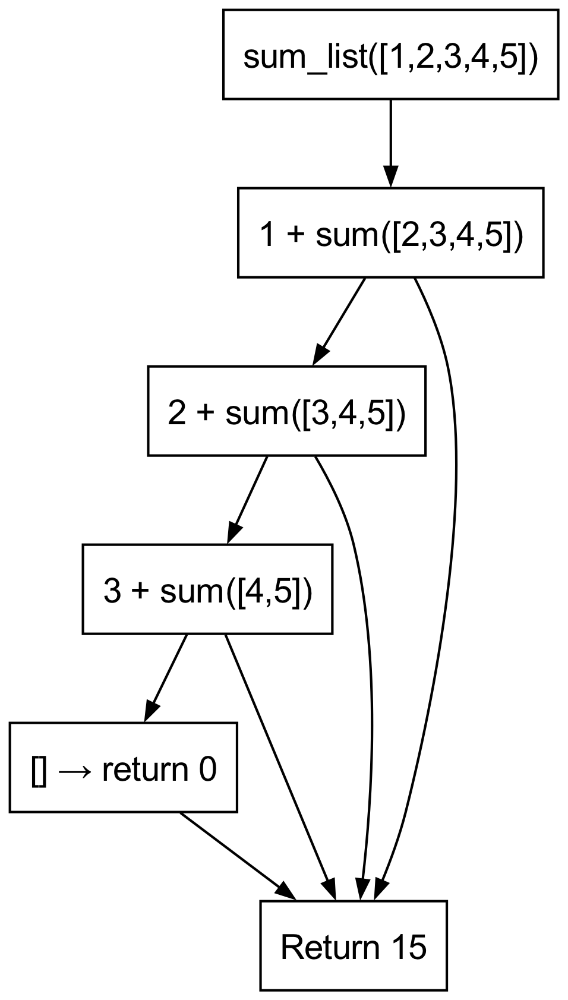 sum_list([1,2,3,4,5])
1 + sum([2,3,4,5])
2 + sum([3,4,5])
3 + sum([4,5])
[] → return 0
Return 15